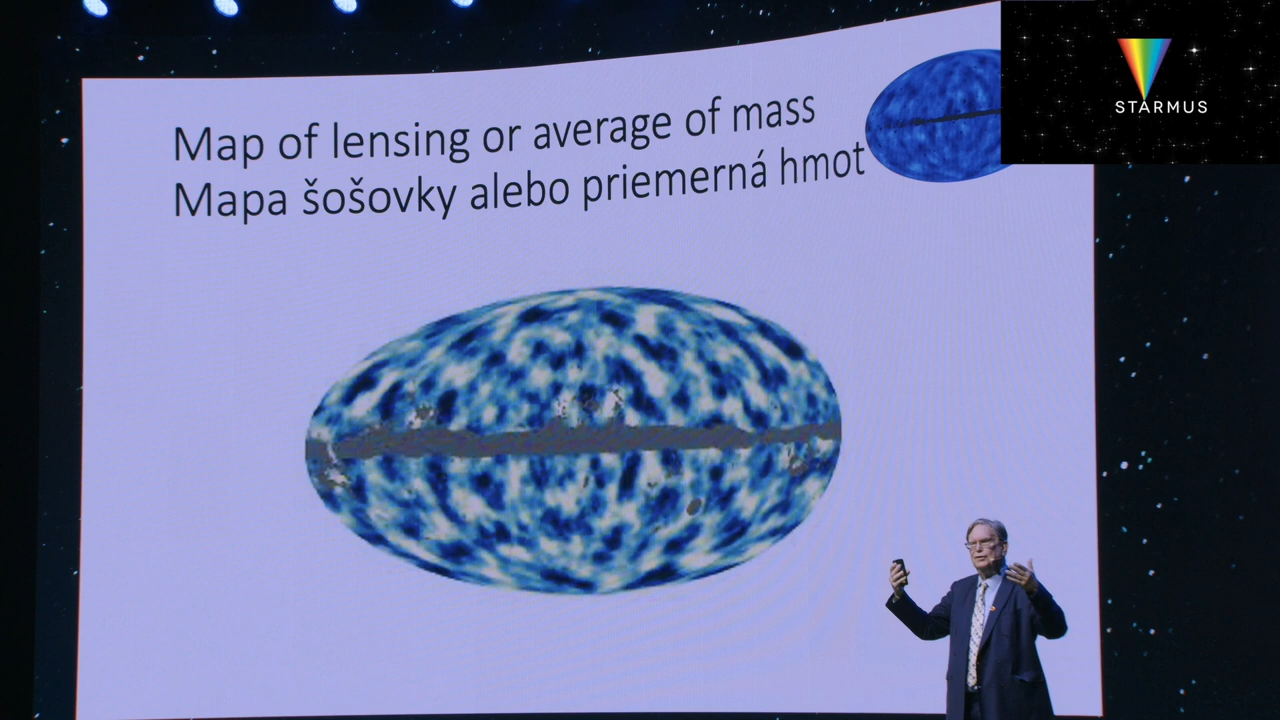 Map of lensing or average of mass
Mapa šošovky alebo priemerná hmot
STARMUS